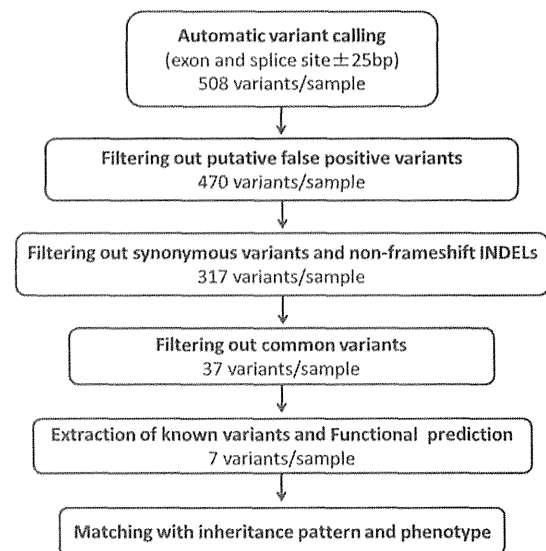 Automatic variant calling
(exon and splice site±25bp)
508 variants/sample
Filtering out putative false positive variants
470 variants/sample
Filtering out synonymous variants and non-frameshift INDELs
317 variants/sample
Filtering out common variants
37 variants/sample
Extraction of known variants and Functional prediction
7 variants/sample
Matching with inheritance pattern and phenotype